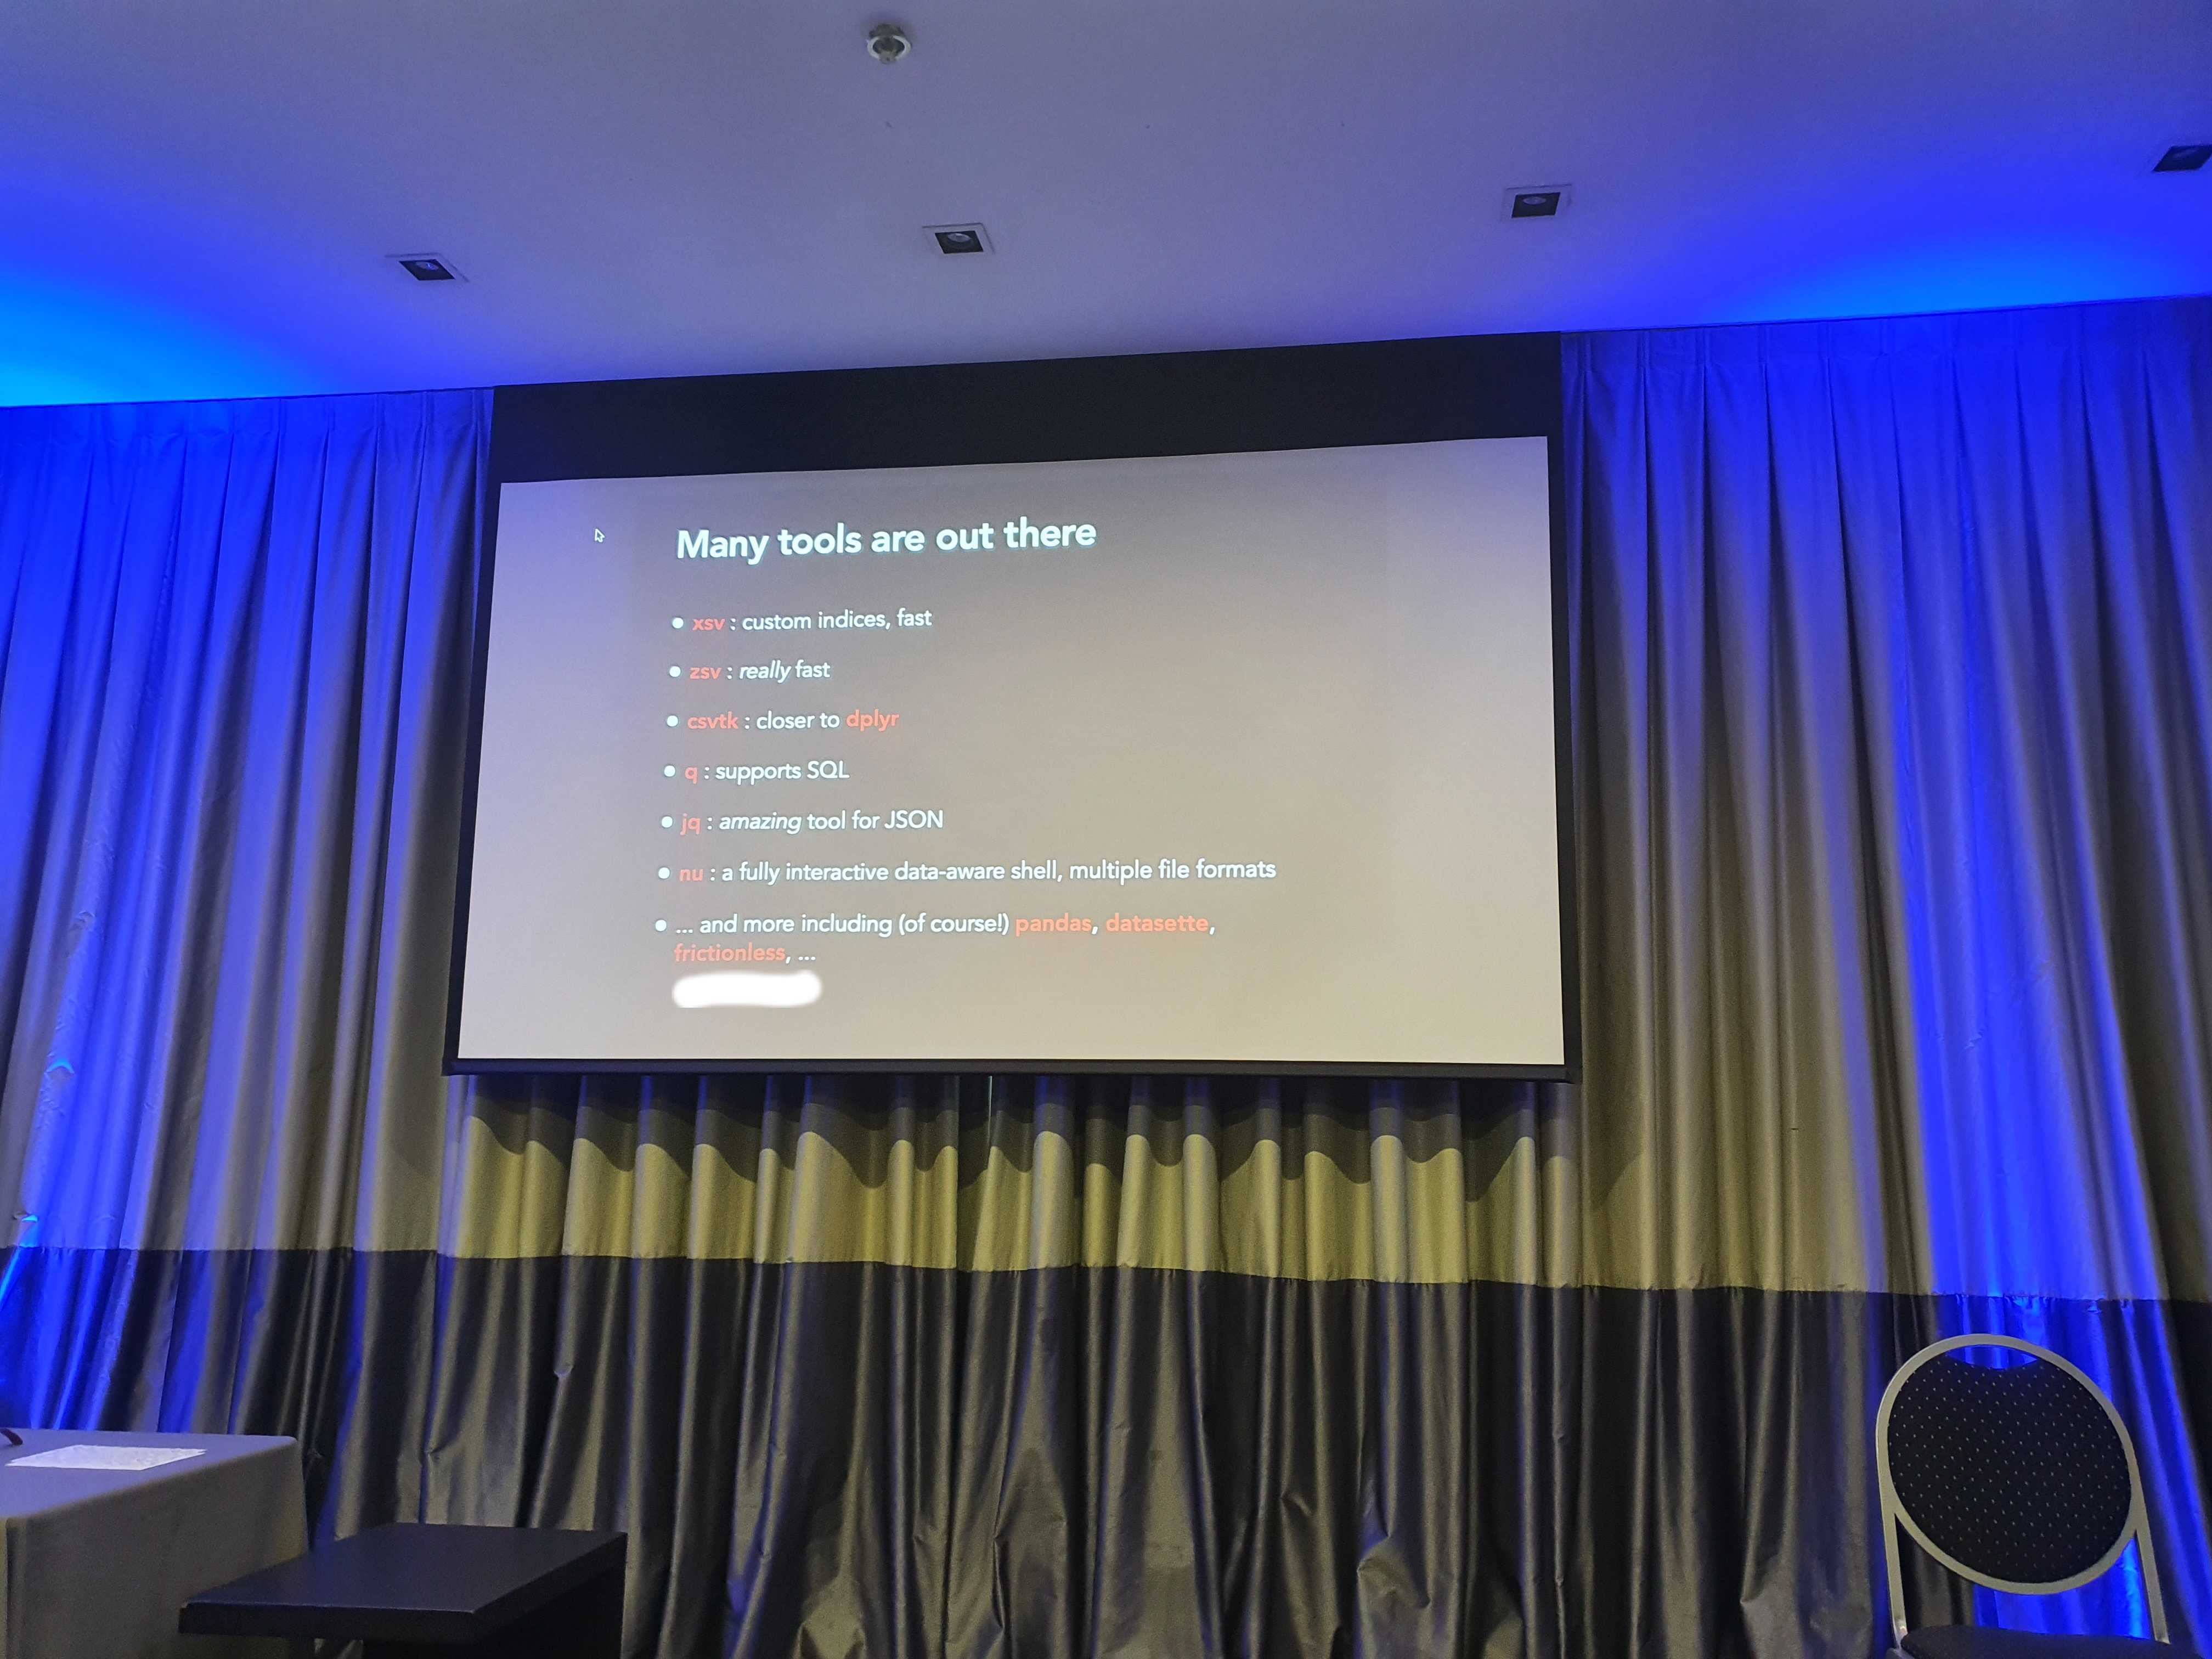 Many tools are out there
• xsv : custom indices, fast
• zsv : really fast
• csvtk : closer to dplyr
• q : supports SQL
• jq : amazing tool for JSON
• nu : a fully interactive data-aware shell, multiple file formats
• ... and more including (of course!) pandas, datasette,
frictionless, ...